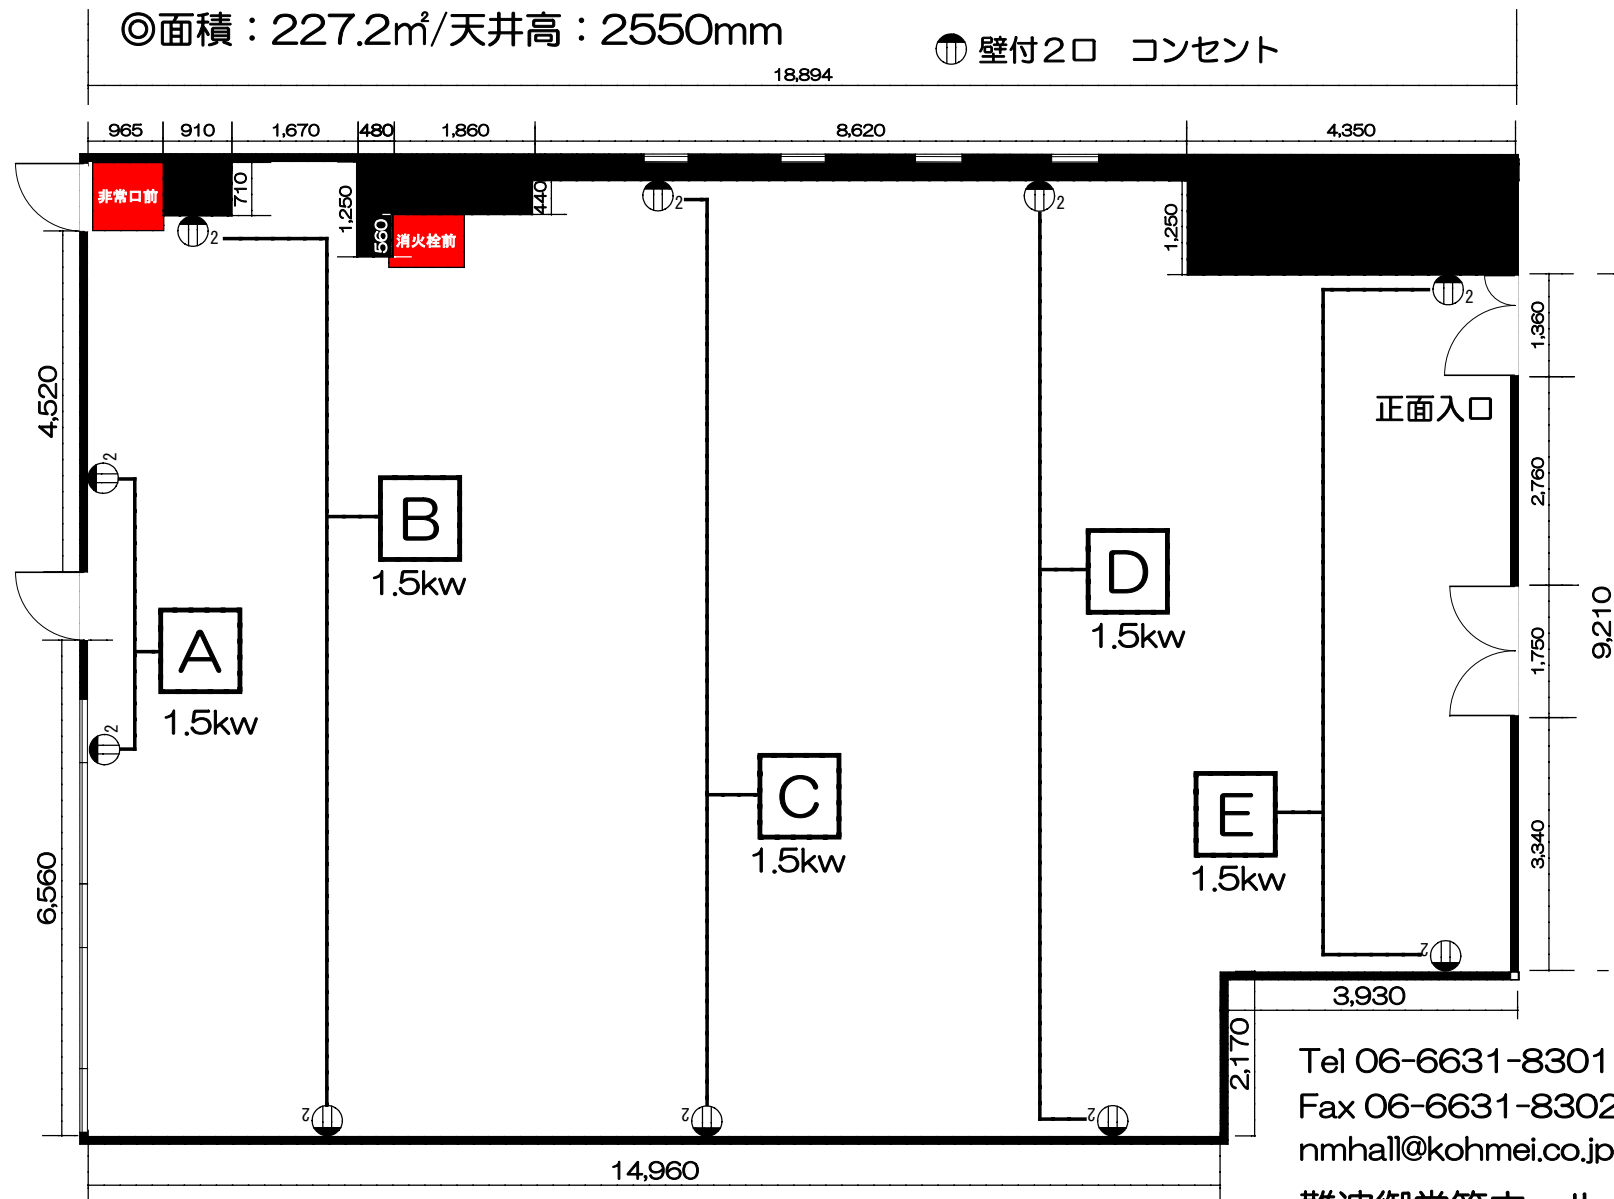 ◎面積：227.2㎡/天井高：2550mm
壁付２口　コンセント
18,894
965 910 1,670 480 1,860 8,620 4,350
非常口前
710
1,250
560
消火栓前
440
1,250
2
2
2
2
1,360
正面入口
4,520
2
B
1.5kw
D
1.5kw
2,760
9,210
A
1.5kw
2
1,750
C
1.5kw
E
1.5kw
3,340
6,560
2
3,930
2,170
2
2
2
Tel 06-6631-8301
Fax 06-6631-8302
nmhall@kohmei.co.jp
14,960